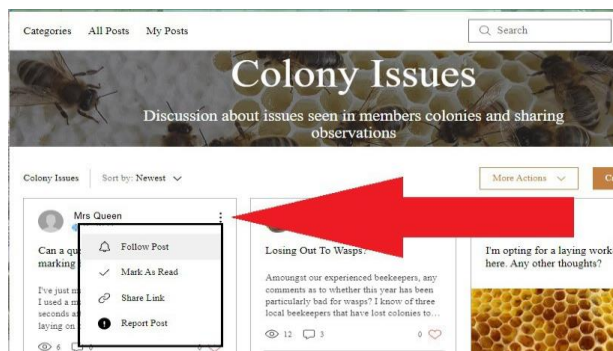 Categories All Posts My Posts
Search
Colony Issues
Discussion about issues seen in members colonies and sharing
observations
Colony Issues Sort by: Newest
More Actions
Mrs Queen
Can a
marking
I've just
I used a
seconds
laying on
6
Follow Post
Mark As Read
Share Link
Report Post
Losing Out To Wasps?
Amoungst our experienced beekeepers, any
comments as to whether this year has been
particularly bad for wasps? I know of three
local beekeepers that have lost colonies to...
12 3 0
I'm opting for a laying
here. Any other thoughts?